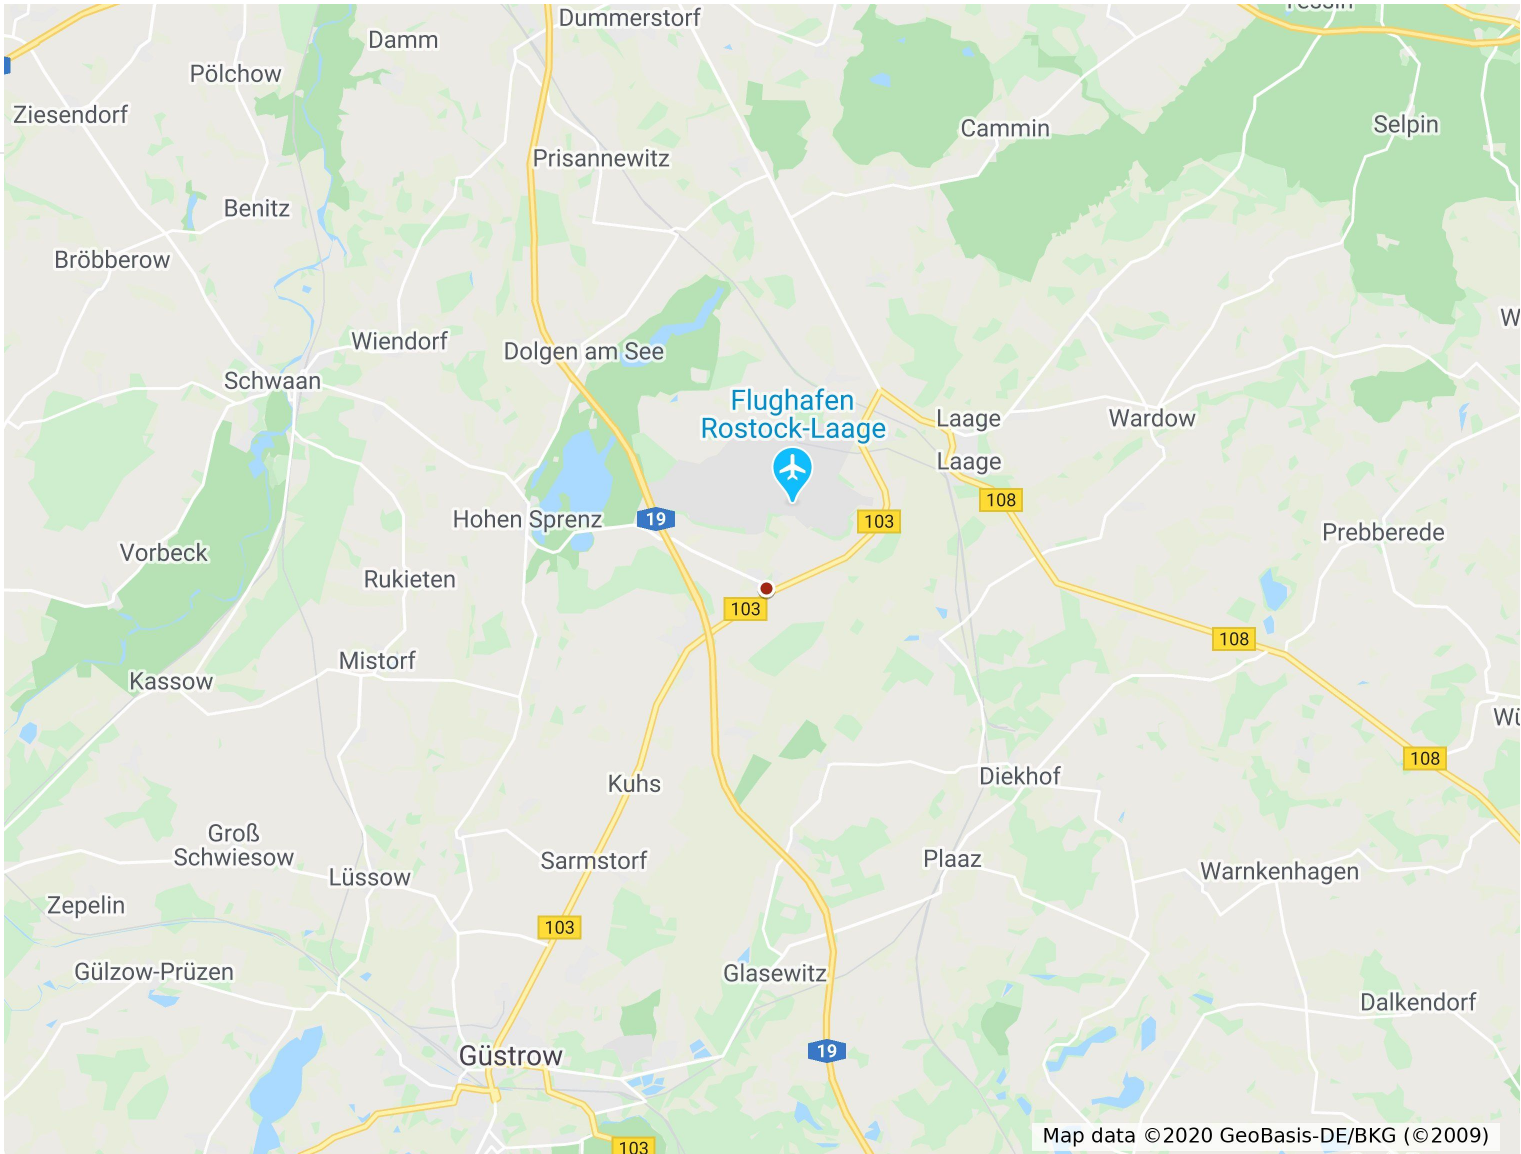 Tessin
Dummerstorf
Damm
Pölchow
Ziesendorf
Selpin
Cammin
Prisannewitz
Benitz
Bröbberow
Wiendorf
Dolgen am See
Schwaan
Flughafen
Rostock-Laage
Laage
Wardow
Laage
108
19
103
Hohen Sprenz
Prebberede
Vorbeck
Rukieten
103
108
Mistorf
Kassow
108
Kuhs
Diekhof
Groß
Schwiesow
Sarmstorf
Plaaz
Lüssow
Warnkenhagen
Zepelin
103
Gülzow-Prüzen
Glasewitz
Dalkendorf
Güstrow
19
103
Map data ©2020 GeoBasis-DE/BKG (©2009)